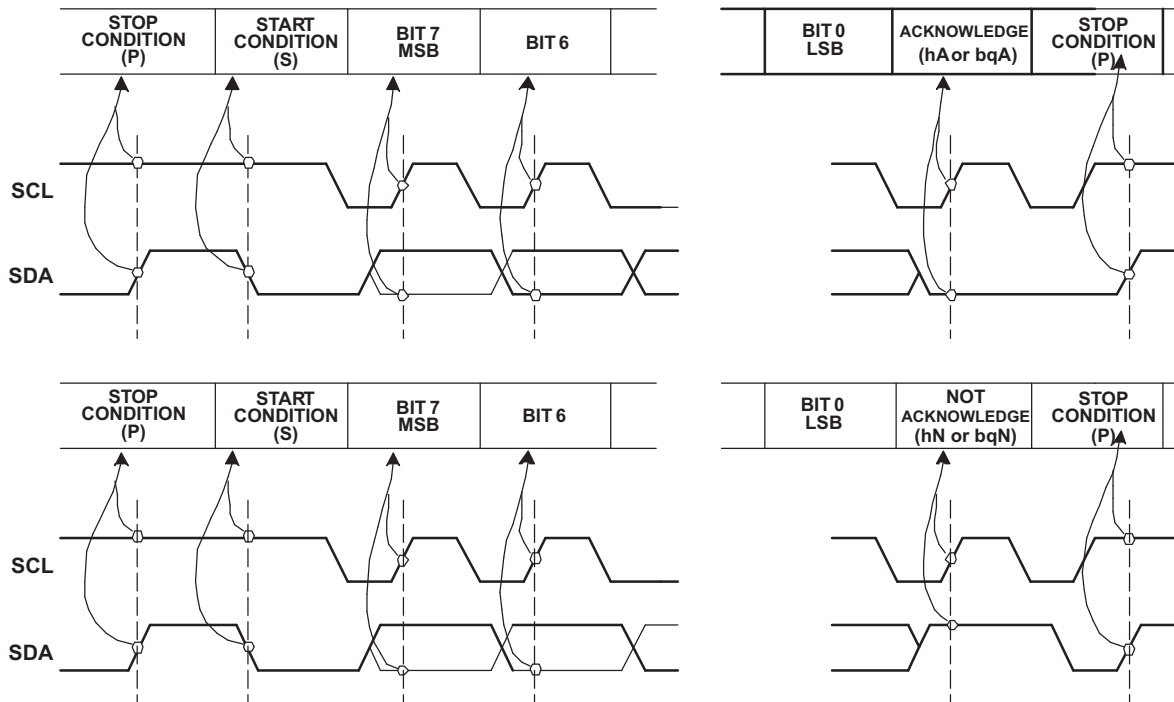 STOP
CONDITION
(P)
START
CONDITION
(S)
BIT 7
MSB
BIT 6
BIT 0
LSB
ACKNOWLEDGE
(hA or bqA)
STOP
CONDITION
(P)
SCL
SDA
STOP
CONDITION
(P)
START
CONDITION
(S)
BIT 7
MSB
BIT 6
BIT 0
LSB
NOT
ACKNOWLEDGE
(hN or bqN)
STOP
CONDITION
(P)
SCL
SDA